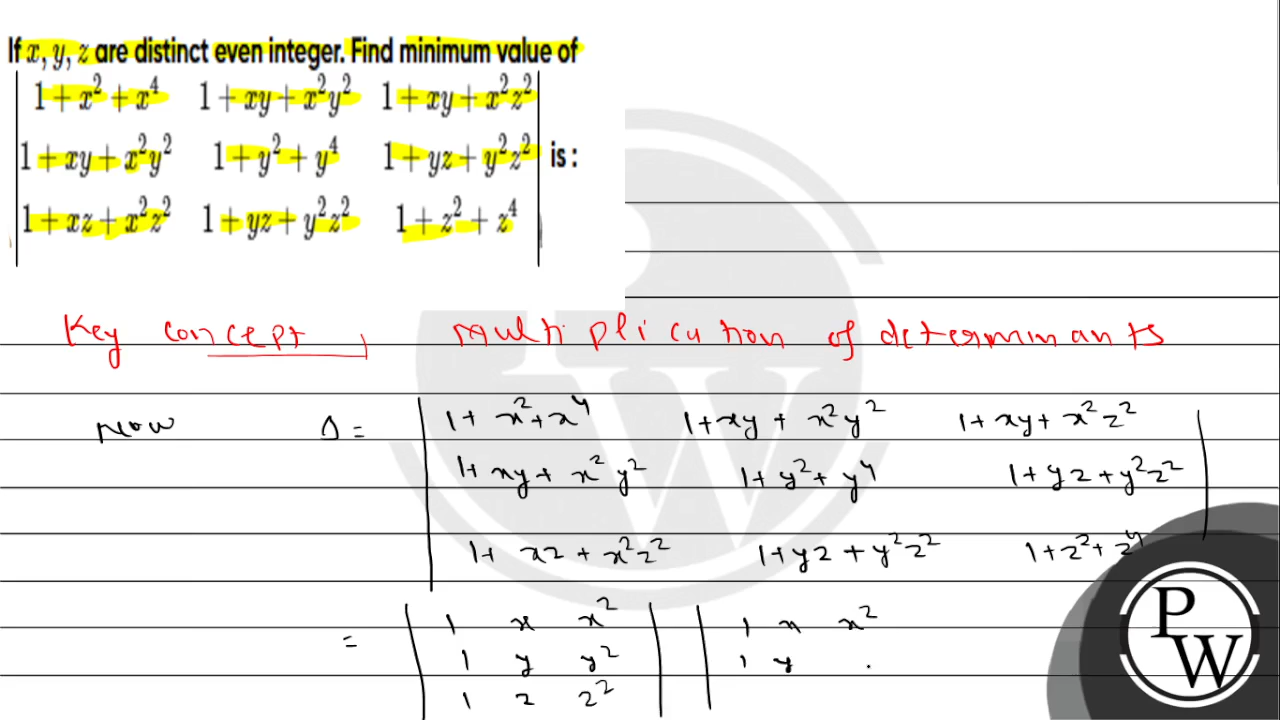 If x, y, z are distinct even integer. Find minimum value of
| 1 + x² + x⁴   1 + xy + x²y²   1 + xy + x²z² |
| 1 + xy + x²y²   1 + y² + y⁴   1 + yz + y²z² | is :
| 1 + xz + x²z²   1 + yz + y²z²   1 + z² + z⁴ |
Key concept, multiplication of determinants
Now Δ = | 1 + x² + x⁴   1 + xy + x²y²   1 + xy + x²z² |
| 1 + xy + x²y²   1 + y² + y⁴   1 + yz + y²z² |
| 1 + xz + x²z²   1 + yz + y²z²   1 + z² + z⁴ |
= | 1 x x² | | 1 x x² |
| 1 y y² | | 1 y .
| 1 z z² | |
P
W